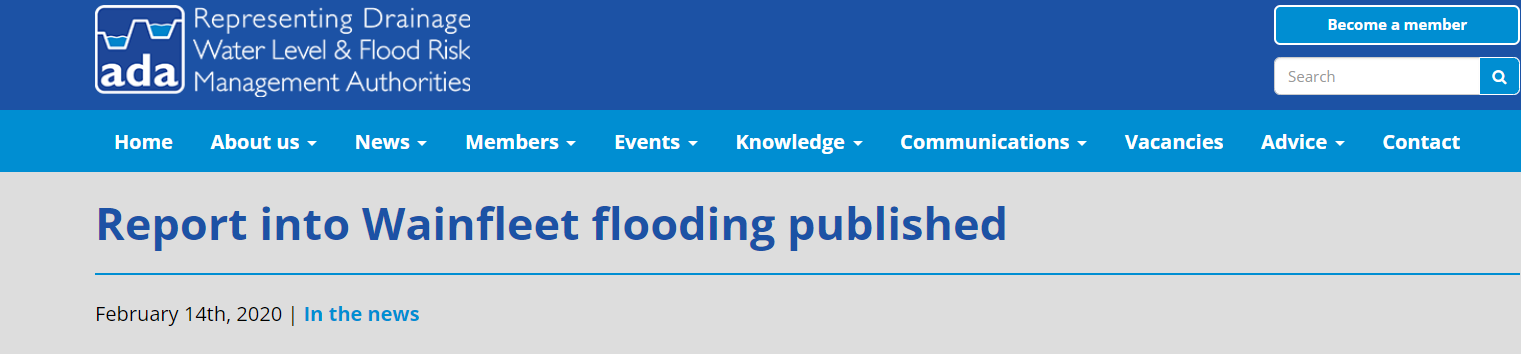 ada
Representing Drainage
Water Level & Flood Risk
Management Authorities
Become a member
Search
Home About us News Members Events Knowledge Communications Vacancies Advice Contact
Report into Wainfleet flooding published
February 14th, 2020 | In the news